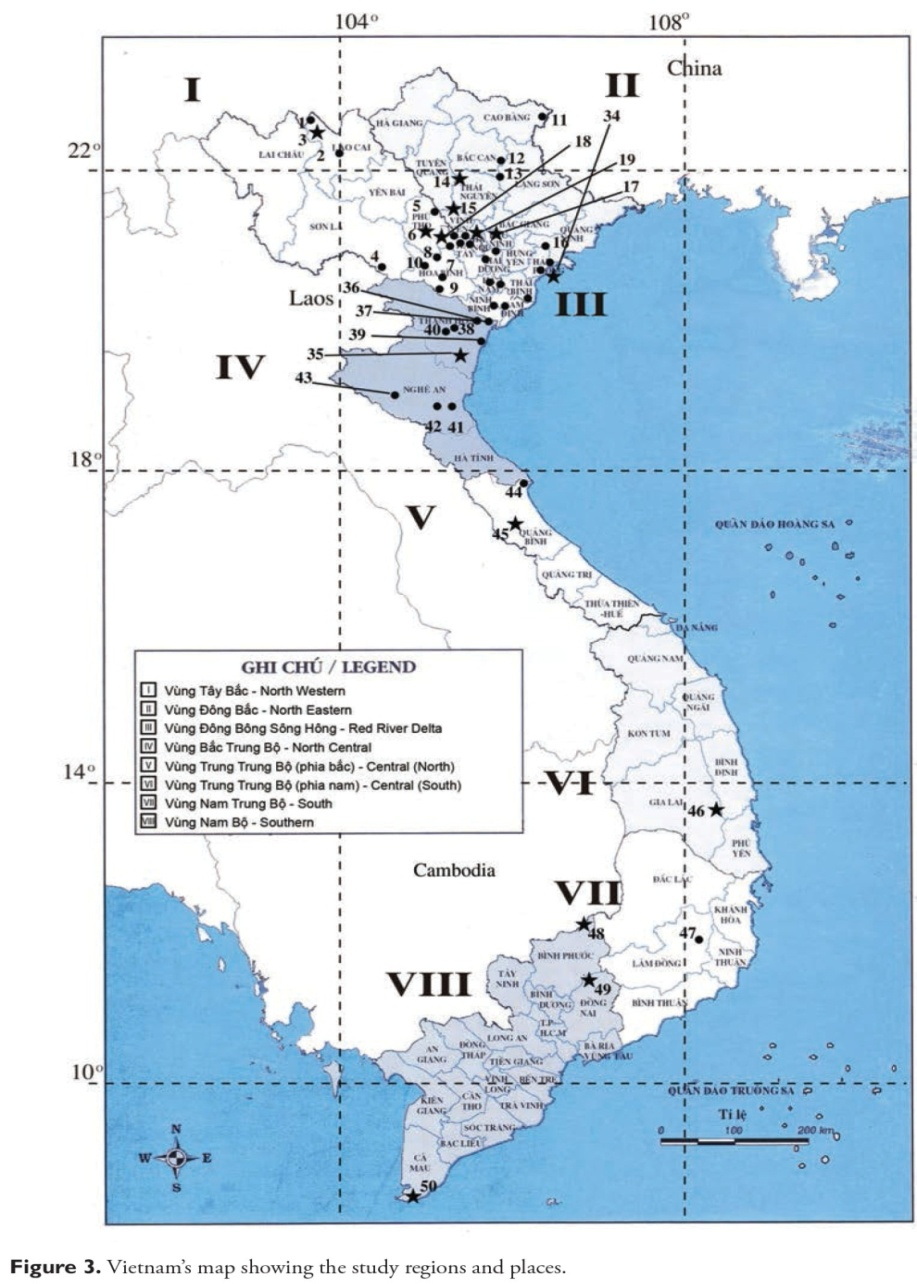 104° 108°
China
I
II
34
1
3
2
HÀ GIANG
CAO BẰNG
11
18
22°
LAI CHÂU
LAO CAI
TUYÊN QUANG
BẮC CẠN
12
13
19
14
THÁI NGUYÊN
LẠNG SƠN
17
YÊN BÁI
5
15
SƠN LA
PHÚ THỌ
6
BẮC GIANG
16
8
TÂY
NINH
HƯNG YÊN
4
10
7
HÒA BÌNH
DƯƠNG
Laos
36
9
NAM
THÁI BÌNH
III
37
NINH BÌNH
40
38
39
35
IV
43
NGHỆ AN
42
41
HÀ TĨNH
18°
44
V
45
QUẢNG BÌNH
QUẦN ĐẢO HOÀNG SA
QUẢNG TRỊ
THỪA THIÊN -HUẾ
ĐÀ NẴNG
GHI CHÚ / LEGEND
I Vùng Tây Bắc - North Western
II Vùng Đông Bắc - North Eastern
III Vùng Đông Bông Sông Hông - Red River Delta
IV Vùng Bắc Trung Bộ - North Central
V Vùng Trung Trung Bộ (phia bắc) - Central (North)
VI Vùng Trung Trung Bộ (phia nam) - Central (South)
VII Vùng Nam Trung Bộ - South
VIII Vùng Nam Bộ - Southern
QUẢNG NAM
QUẢNG NGÃI
KON TUM
BÌNH ĐỊNH
14°
VI
GIA LAI
46
PHÚ YÊN
Cambodia
ĐẮC LẮC
VII
KHÁNH HÒA
48
47
BÌNH PHƯỚC
LÂM ĐỒNG
NINH THUẬN
VIII
TÂY NINH
49
BÌNH DƯƠNG
ĐỒNG NAI
BÌNH THUẬN
T.P H.C.M
LONG AN
AN GIANG
ĐỒNG THÁP
BÀ RỊA VŨNG TÀU
TIỀN GIANG
10°
VĨNH LONG
BẾN TRE
QUẦN ĐẢO TRƯỜNG SA
KIÊN GIANG
CẦN THƠ
TRÀ VINH
Tỉ lệ
SÓC TRĂNG
0 100 200 km
BẠC LIÊU
N
W E
S
CÀ MAU
50
Figure 3. Vietnam's map showing the study regions and places.